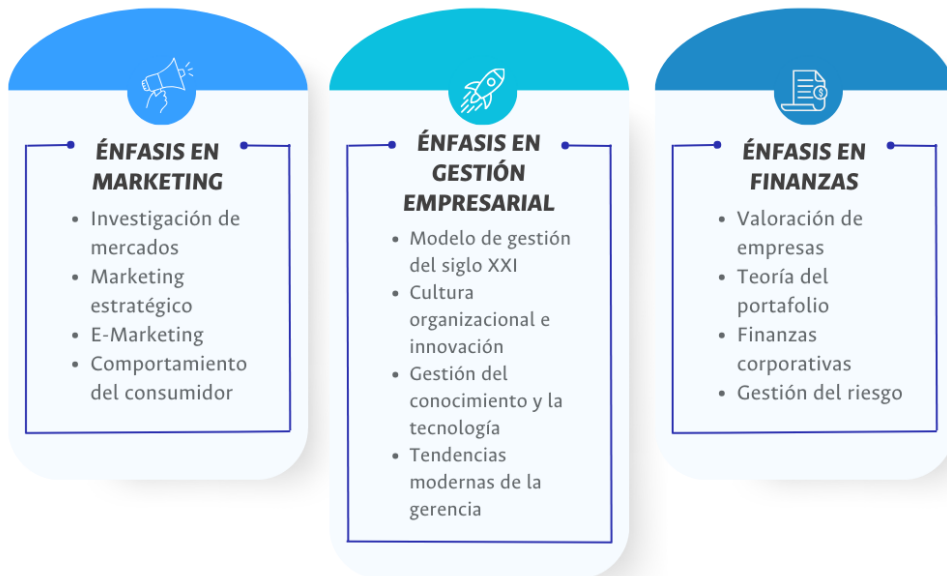 ÉNFASIS EN
MARKETING
• Investigación de
mercados
• Marketing
estratégico
• E-Marketing
• Comportamiento
del consumidor
ÉNFASIS EN
GESTIÓN
EMPRESARIAL
• Modelo de gestión
del siglo XXI
• Cultura
organizacional e
innovación
• Gestión del
conocimiento y la
tecnología
• Tendencias
modernas de la
gerencia
ÉNFASIS EN
FINANZAS
• Valoración de
empresas
• Teoría del
portafolio
• Finanzas
corporativas
• Gestión del riesgo